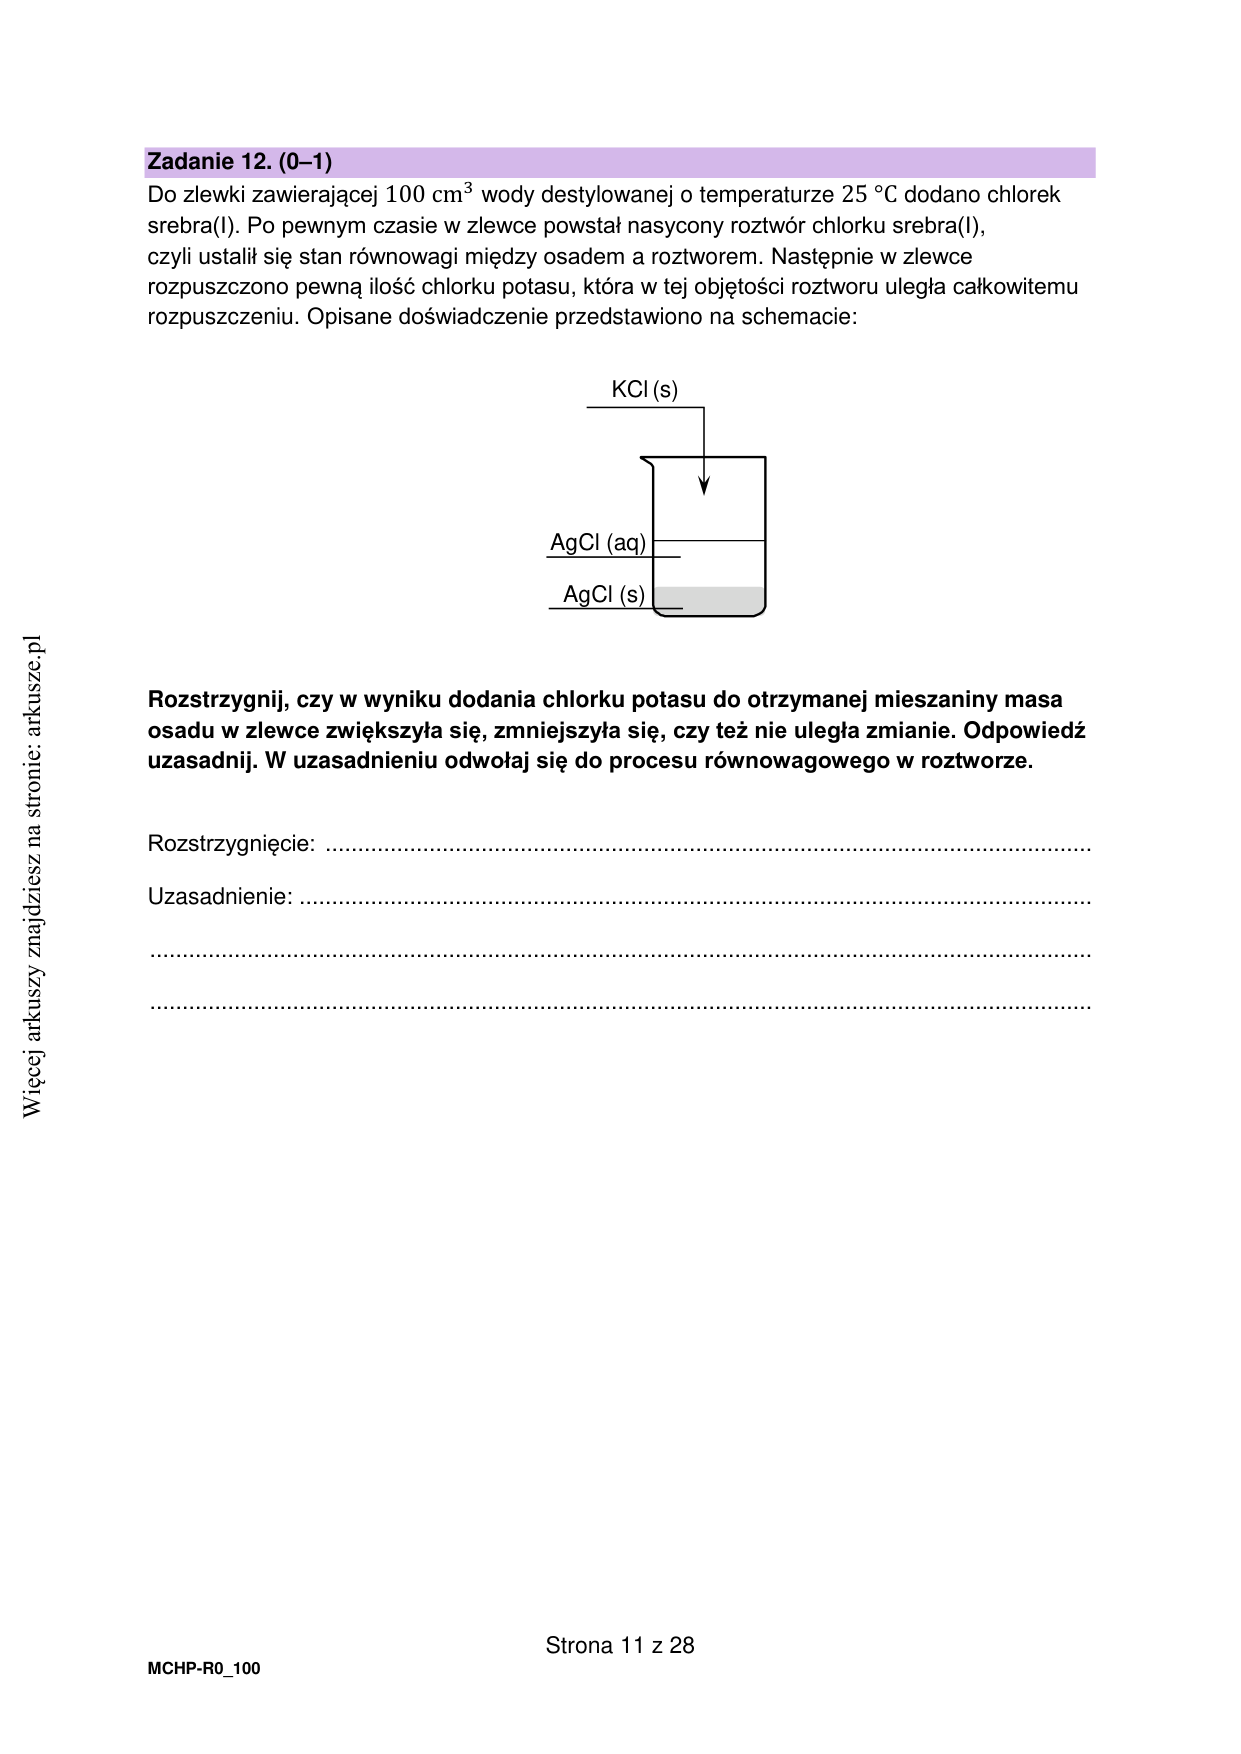 Zadanie 12. (0–1)
Do zlewki zawierającej 100 cm³ wody destylowanej o temperaturze 25 °C dodano chlorek
srebra(I). Po pewnym czasie w zlewce powstał nasycony roztwór chlorku srebra(I),
czyli ustalił się stan równowagi między osadem a roztworem. Następnie w zlewce
rozpuszczono pewną ilość chlorku potasu, która w tej objętości roztworu uległa całkowitemu
rozpuszczeniu. Opisane doświadczenie przedstawiono na schemacie:
KCl (s)
AgCl (aq)
AgCl (s)
Rozstrzygnij, czy w wyniku dodania chlorku potasu do otrzymanej mieszaniny masa
osadu w zlewce zwiększyła się, zmniejszyła się, czy też nie uległa zmianie. Odpowiedź
uzasadnij. W uzasadnieniu odwołaj się do procesu równowagowego w roztworze.
Rozstrzygnięcie: ......................................................................................................................
Uzasadnienie: ..........................................................................................................................
.................................................................................................................................................
.................................................................................................................................................
Więcej arkuszy znajdziesz na stronie: arkusze.pl
Strona 11 z 28
MCHP-R0_100